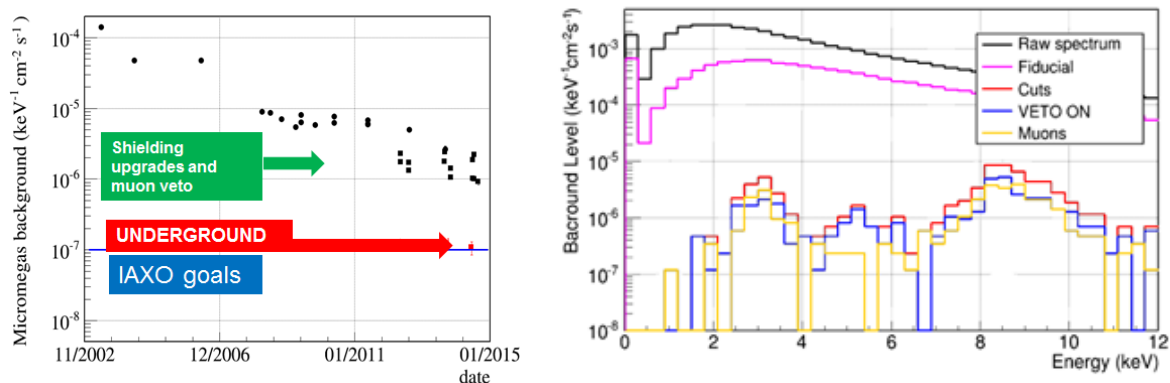 Micromegas background (keV⁻¹ cm⁻² s⁻¹)
10⁻⁴
10⁻⁵
10⁻⁶
10⁻⁷
10⁻⁸
Shielding
upgrades and
muon veto
UNDERGROUND
IAXO goals
11/2002
12/2006
01/2011
01/2015
date
Bacround Level (keV⁻¹cm⁻²s⁻¹)
10⁻³
10⁻⁴
10⁻⁵
10⁻⁶
10⁻⁷
10⁻⁸
Raw spectrum
Fiducial
Cuts
VETO ON
Muons
0 2 4 6 8 10 12
Energy (keV)